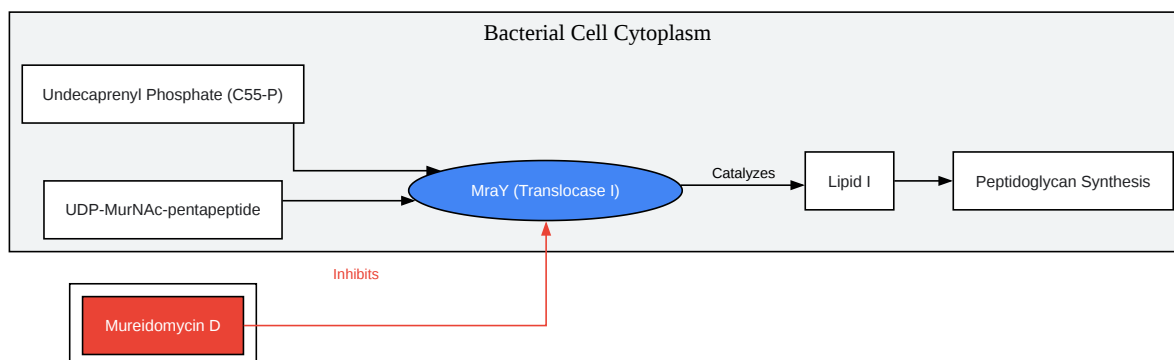 Bacterial Cell Cytoplasm
Undecaprenyl Phosphate (C55-P)
UDP-MurNAc-pentapeptide
MraY (Translocase I)
Catalyzes
Lipid I
Peptidoglycan Synthesis
Inhibits
Mureidomycin D